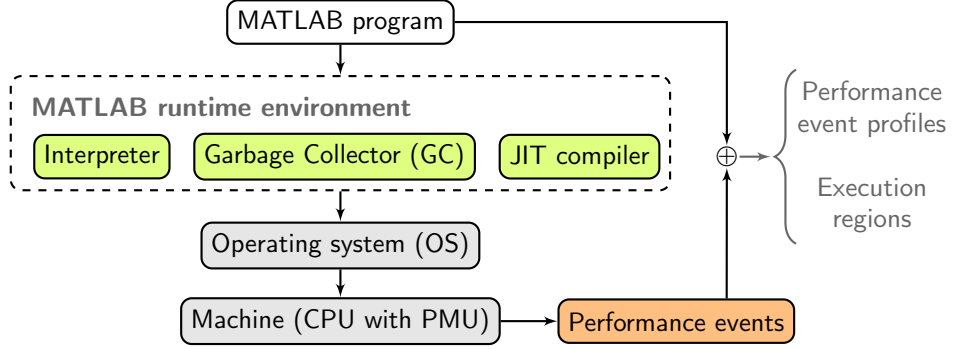 MATLAB program
MATLAB runtime environment
Interpreter
Garbage Collector (GC)
JIT compiler
Operating system (OS)
Machine (CPU with PMU)
Performance events
Performance
event profiles
Execution
regions